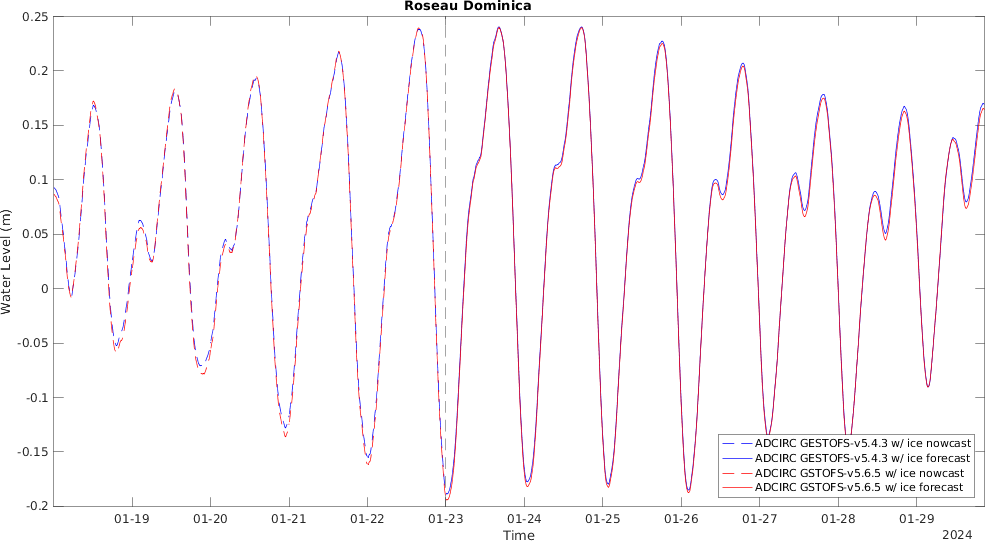 Roseau Dominica
0.25
0.2
0.15
0.1
0.05
0
-0.05
-0.1
-0.15
-0.2
Water Level (m)
01-19 01-20 01-21 01-22 01-23 01-24 01-25 01-26 01-27 01-28 01-29
Time
2024
ADCIRC GESTOFS-v5.4.3 w/ ice nowcast
ADCIRC GESTOFS-v5.4.3 w/ ice forecast
ADCIRC GSTOFS-v5.6.5 w/ ice nowcast
ADCIRC GSTOFS-v5.6.5 w/ ice forecast